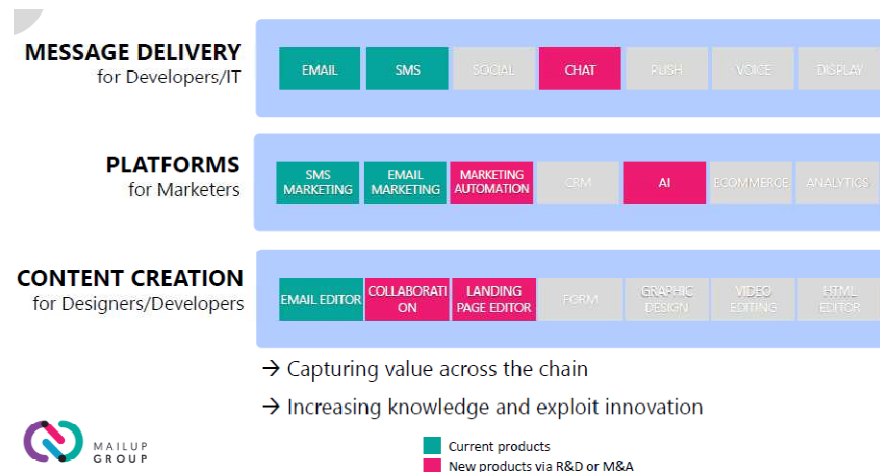 MESSAGE DELIVERY
for Developers/IT
EMAIL
SMS
SOCIAL
CHAT
PUSH
VOICE
DISPLAY
PLATFORMS
for Marketers
SMS
MARKETING
EMAIL
MARKETING
MARKETING
AUTOMATION
CRM
AI
ECOMMERCE
ANALYTICS
CONTENT CREATION
for Designers/Developers
EMAIL EDITOR
COLLABORATI
ON
LANDING
PAGE EDITOR
FORM
GRAPHIC
DESIGN
VIDEO
EDITING
HTML
EDITOR
→ Capturing value across the chain
→ Increasing knowledge and exploit innovation
MAILUP
GROUP
Current products
New products via R&D or M&A